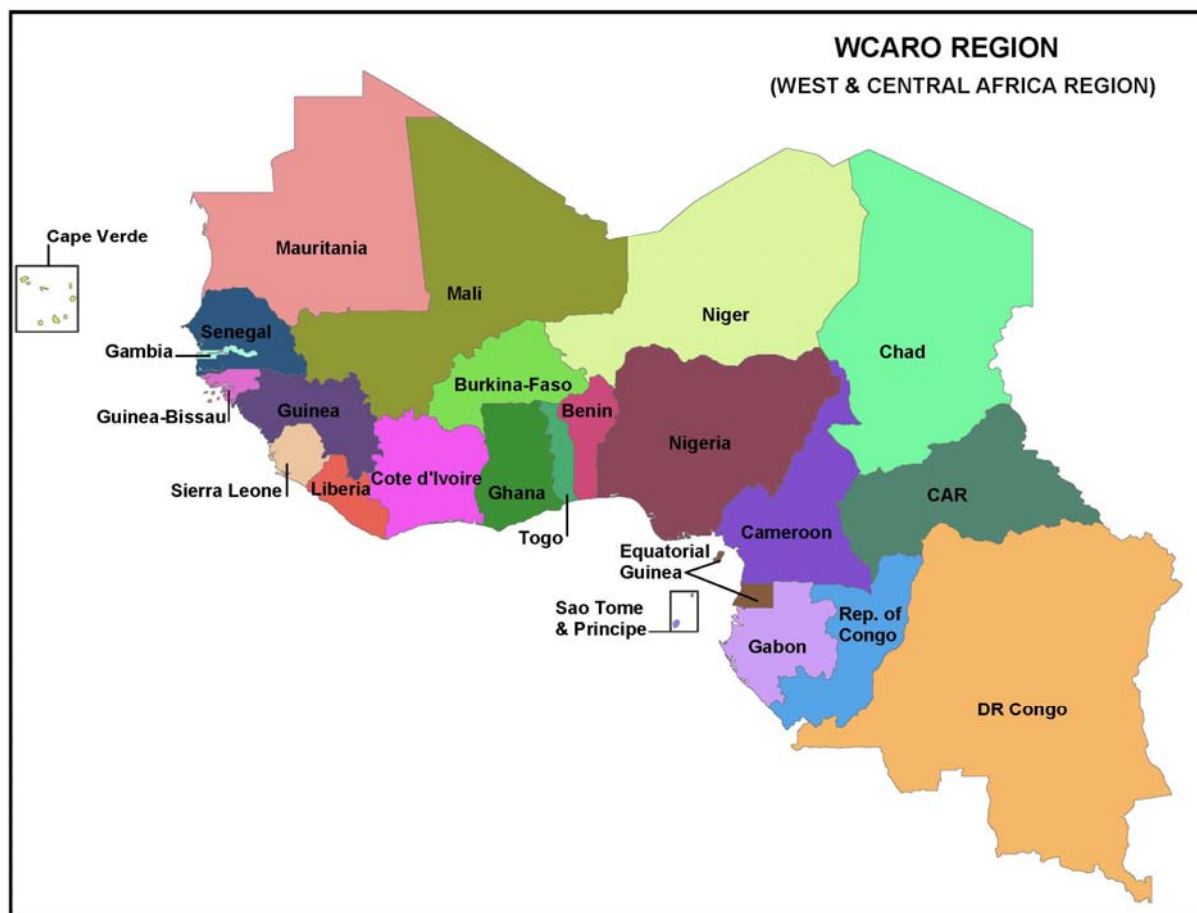 WCARO REGION
(WEST & CENTRAL AFRICA REGION)
Cape Verde
Mauritania
Mali
Niger
Chad
Senegal
Gambia
Guinea-Bissau
Guinea
Burkina-Faso
Benin
Nigeria
Sierra Leone
Liberia
Cote d'Ivoire
Ghana
Togo
CAR
Cameroon
Equatorial
Guinea
Sao Tome
& Principe
Gabon
Rep. of
Congo
DR Congo